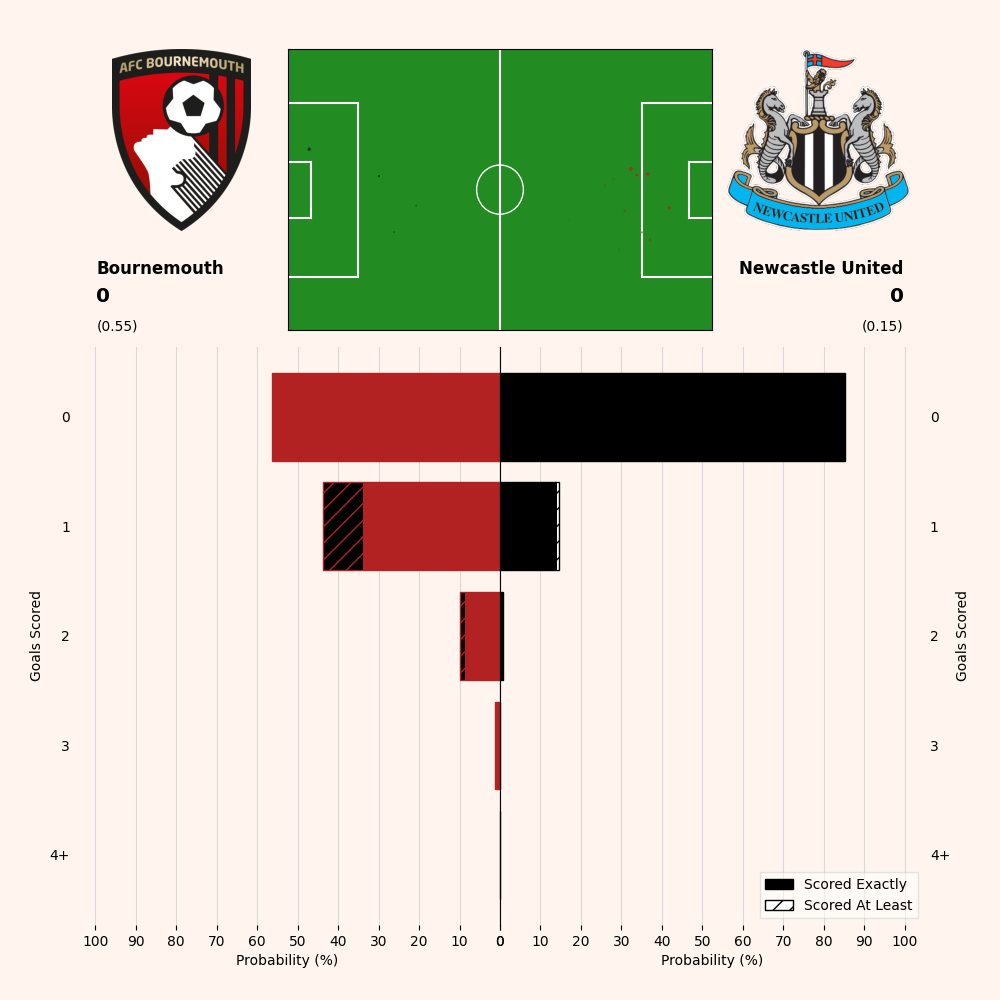 AFC BOURNEMOUTH
NEWCASTLE UNITED
Bournemouth
0
(0.55)
Newcastle United
0
(0.15)
0
1
2
3
4+
Goals Scored
0
1
2
3
4+
Goals Scored
Scored Exactly
Scored At Least
100 90 80 70 60 50 40 30 20 10 0
0 10 20 30 40 50 60 70 80 90 100
Probability (%)
Probability (%)